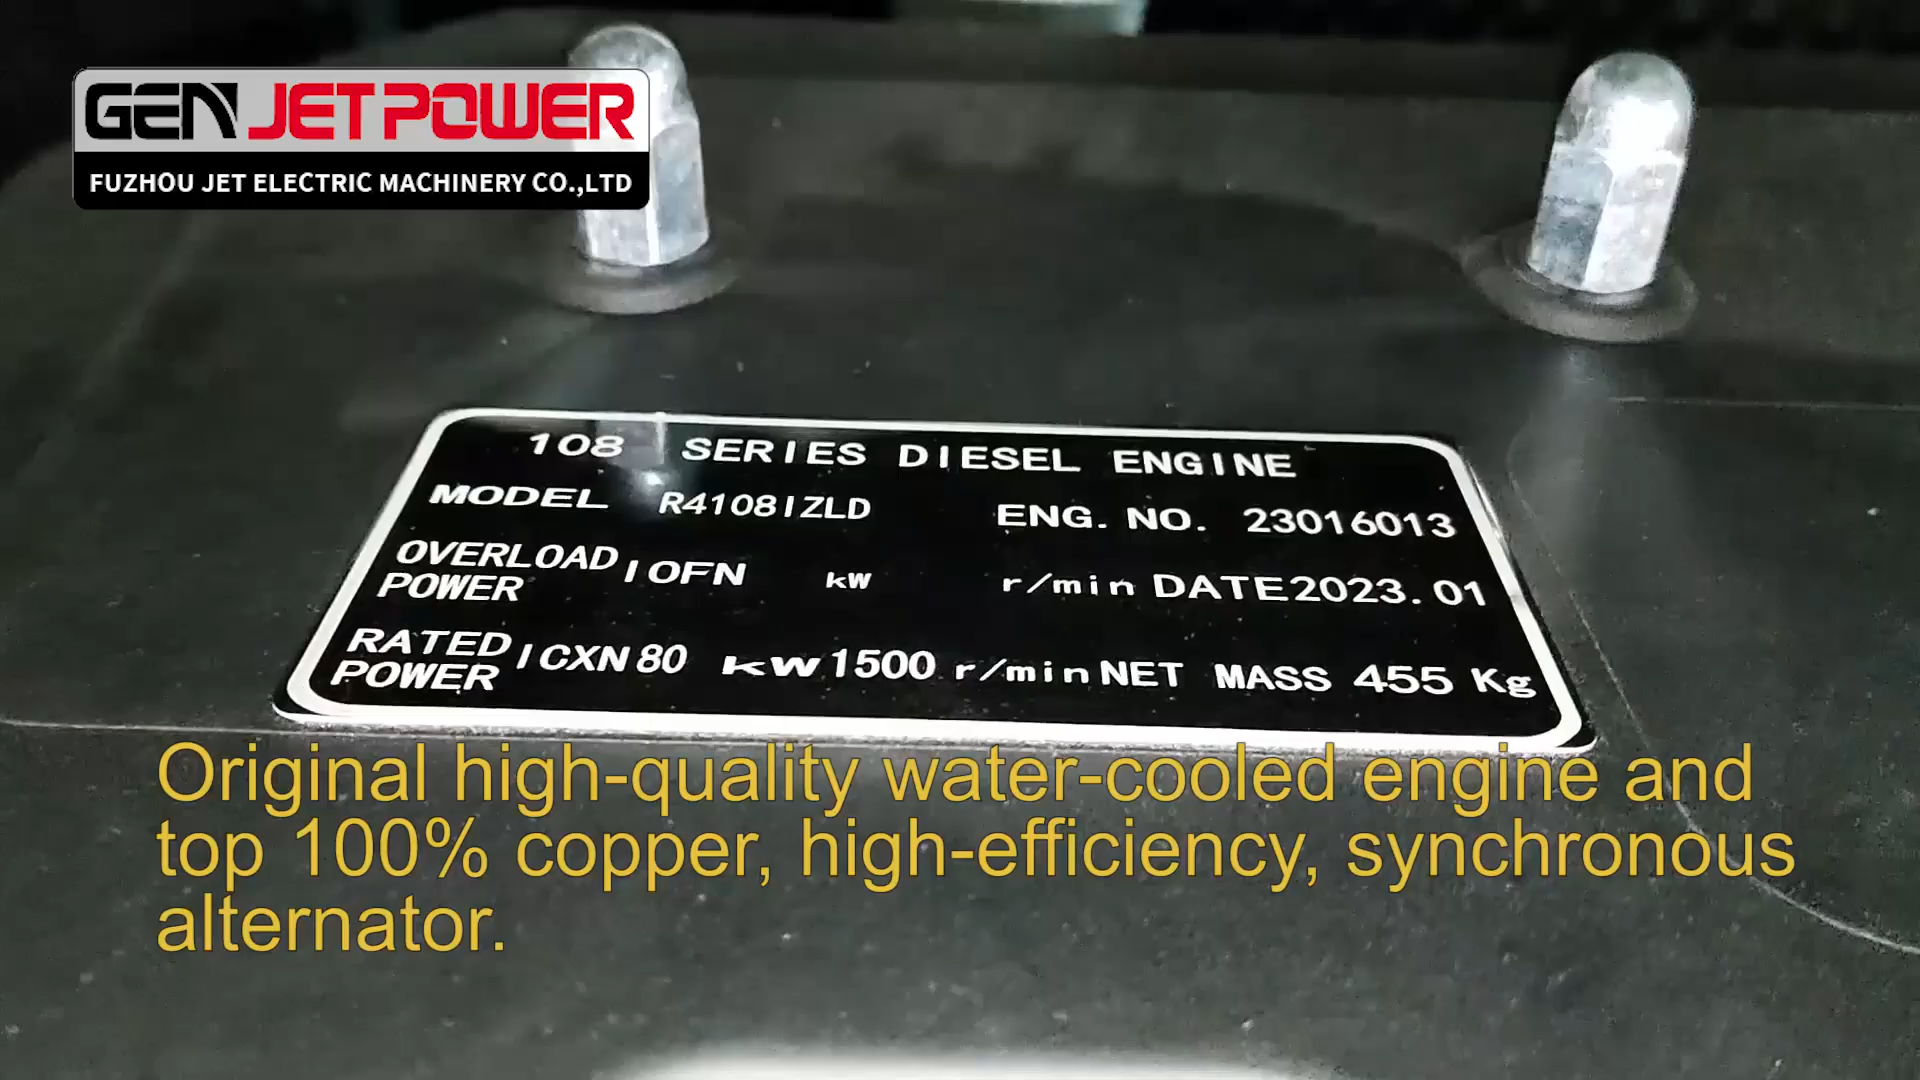 GEN JETPOWER
FUZHOU JET ELECTRIC MACHINERY CO.,LTD
108 SERIES DIESEL ENGINE
MODEL R4108IZLD ENG. NO. 23016013
OVERLOAD POWER IOFN kW r/min DATE2023.01
RATED POWER ICXN 80 kW 1500 r/min NET MASS 455 Kg
Original high-quality water-cooled engine and
top 100% copper, high-efficiency, synchronous
alternator.